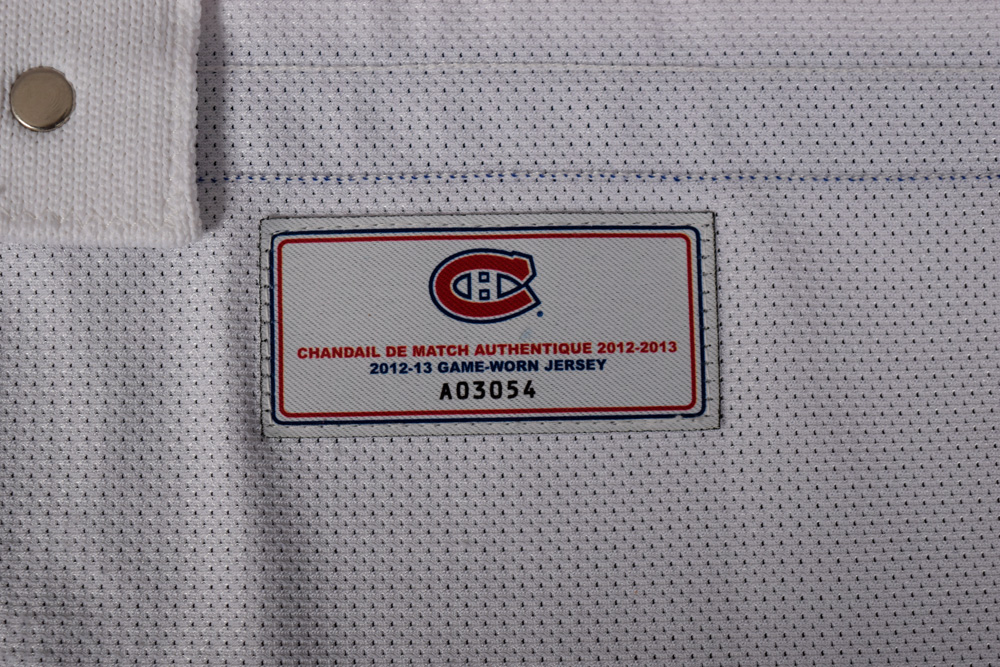 CHANDAIL DE MATCH AUTHENTIQUE 2012-2013
2012-13 GAME-WORN JERSEY
A03054